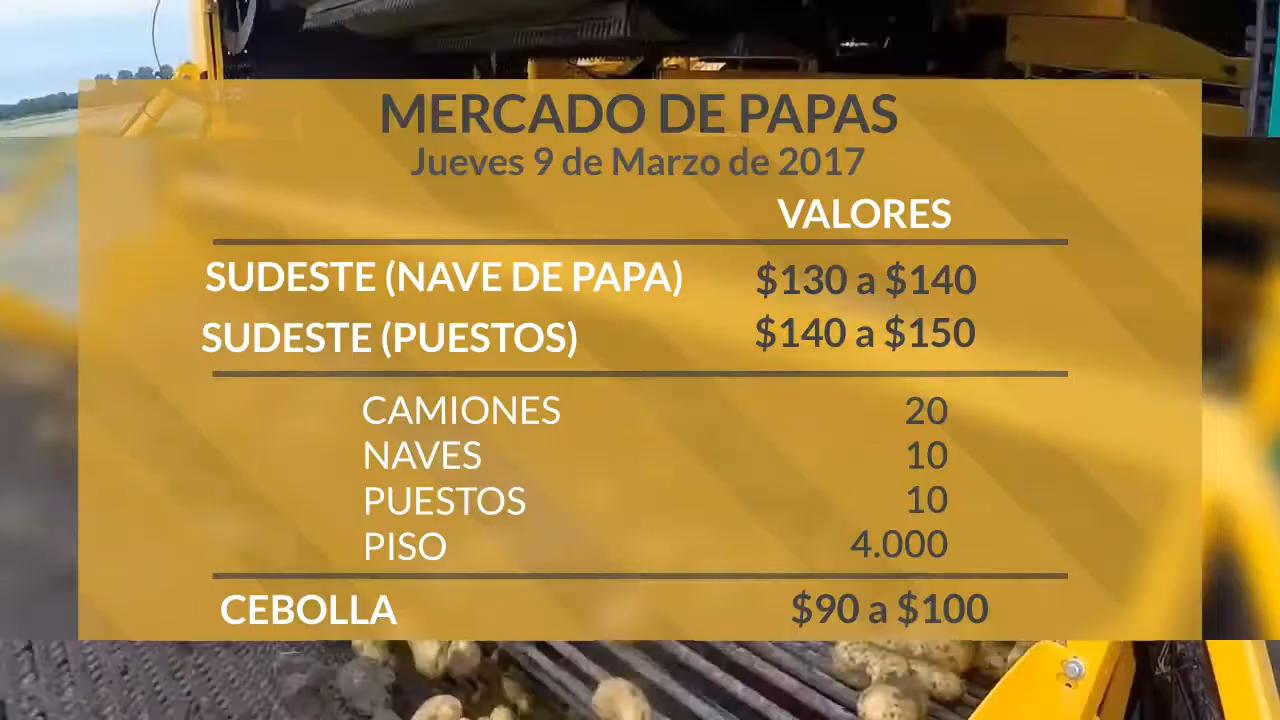 MERCADO DE PAPAS
Jueves 9 de Marzo de 2017
VALORES
SUDESTE (NAVE DE PAPA) $130 a $140
SUDESTE (PUESTOS) $140 a $150
CAMIONES 20
NAVES 10
PUESTOS 10
PISO 4.000
CEBOLLA $90 a $100